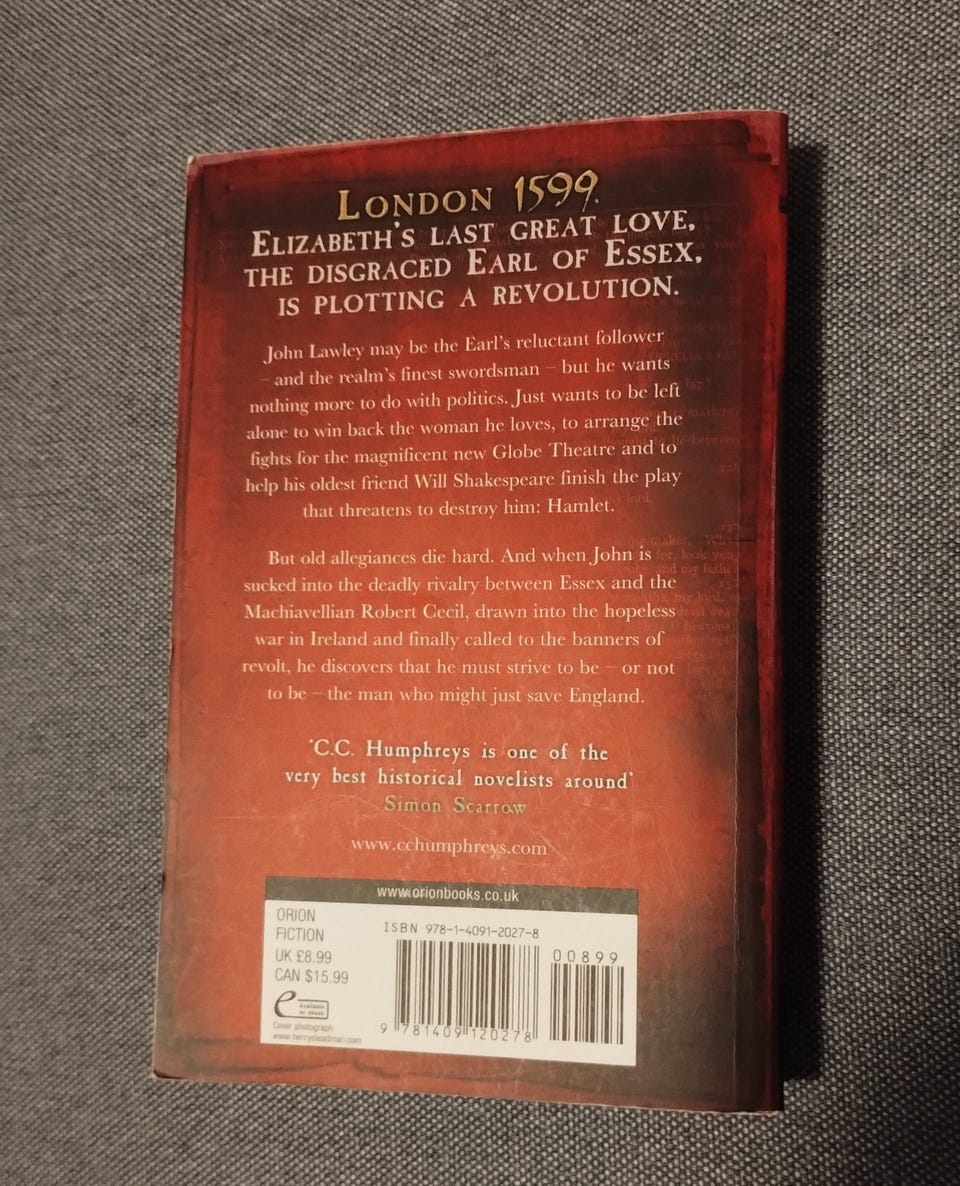 LONDON 1599.
ELIZABETH'S LAST GREAT LOVE,
THE DISGRACED EARL OF ESSEX,
IS PLOTTING A REVOLUTION.
John Lawley may be the Earl's reluctant follower
– and the realm's finest swordsman – but he wants
nothing more to do with politics. Just wants to be left
alone to win back the woman he loves, to arrange the
fights for the magnificent new Globe Theatre and to
help his oldest friend Will Shakespeare finish the play
that threatens to destroy him: Hamlet.
But old allegiances die hard. And when John is
sucked into the deadly rivalry between Essex and the
Machiavellian Robert Cecil, drawn into the hopeless
war in Ireland and finally called to the banners of
revolt, he discovers that he must strive to be – or not
to be – the man who might just save England.
'C.C. Humphreys is one of the
very best historical novelists around'
Simon Scarrow
www.cchumphreys.com
www.orionbooks.co.uk
ORION
FICTION
UK £8.99
CAN $15.99
e Available
as ebook
Cover photograph
www.henrysteadman.com
ISBN 978-1-4091-2027-8
00899
9 781409 120278